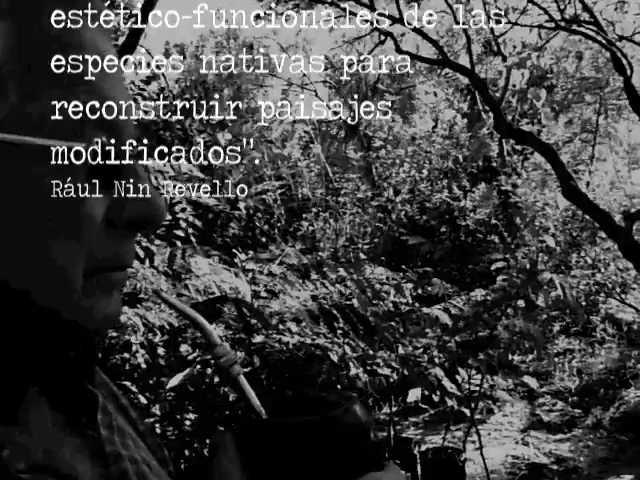 estético-funcionales de las
especies nativas para
reconstruir paisajes
modificados".
Rául Nin Revello